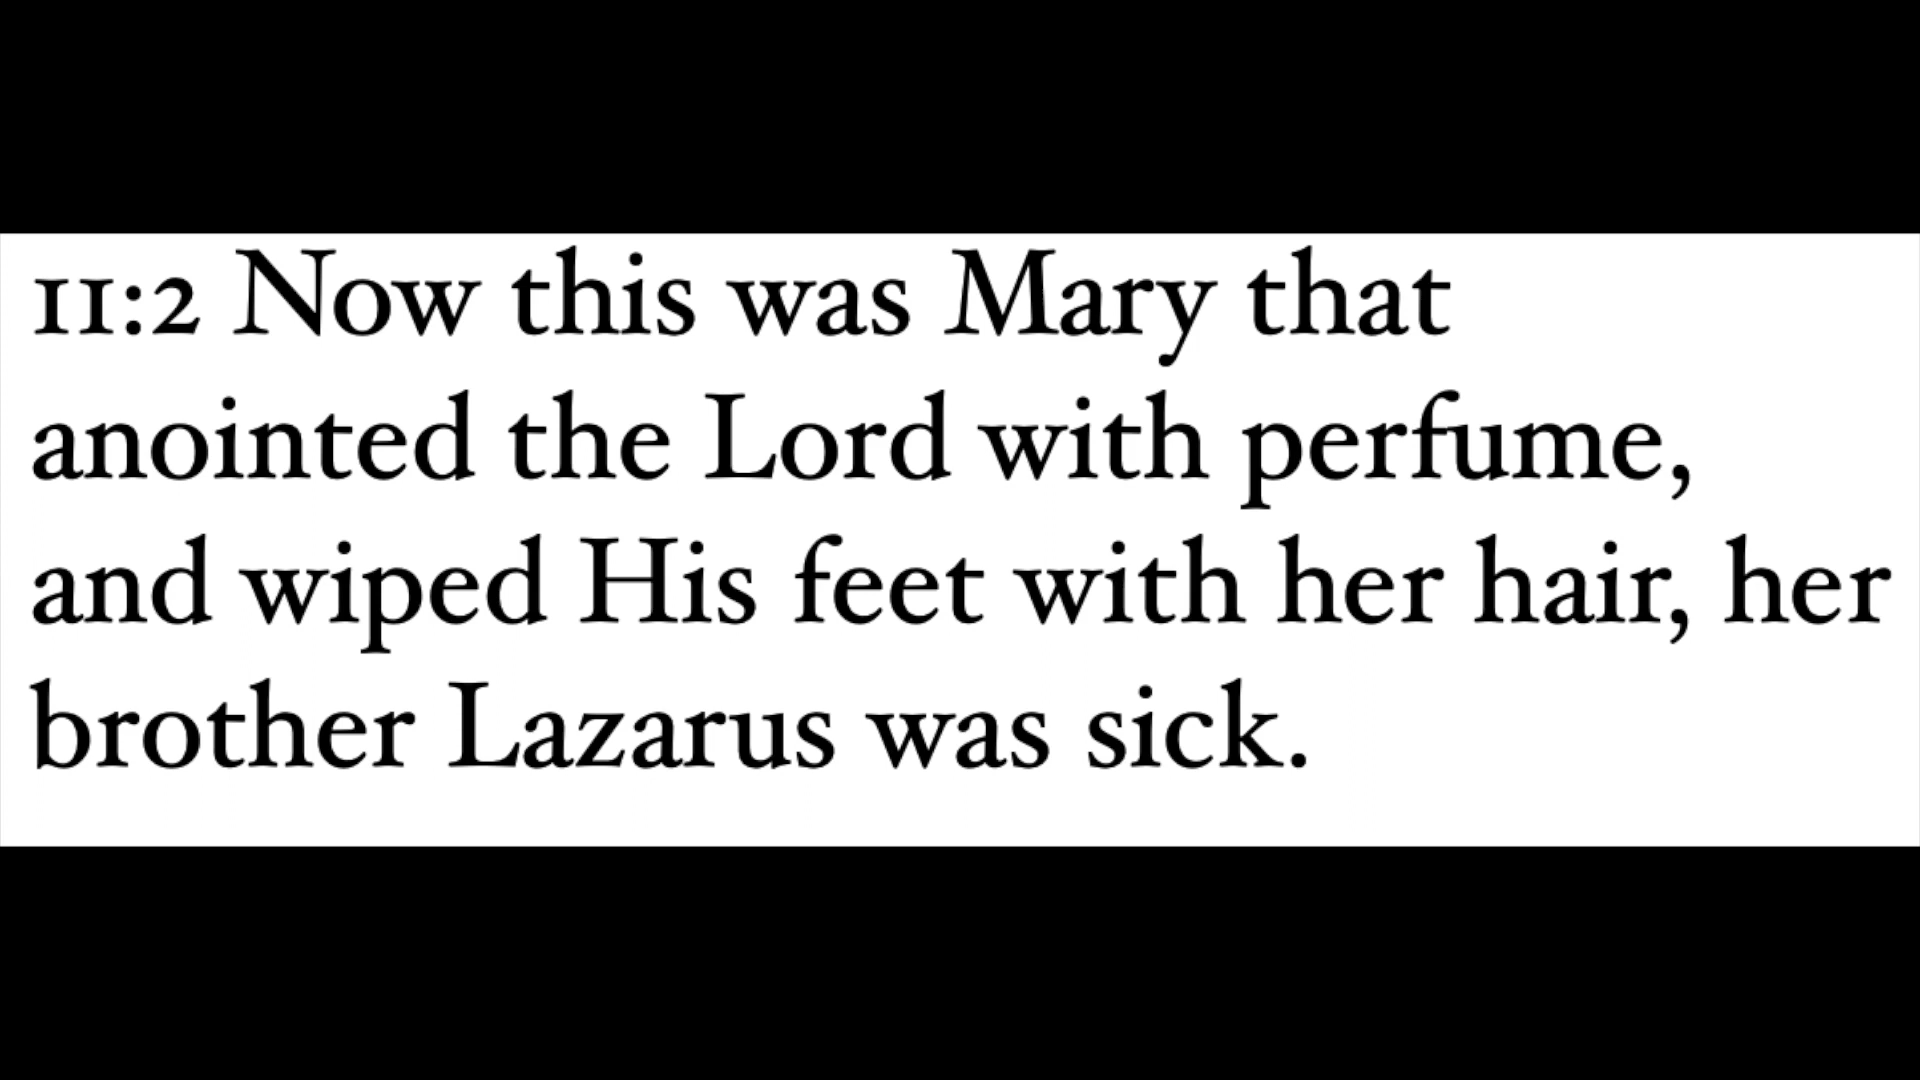 11:2 Now this was Mary that
anointed the Lord with perfume,
and wiped His feet with her hair, her
brother Lazarus was sick.